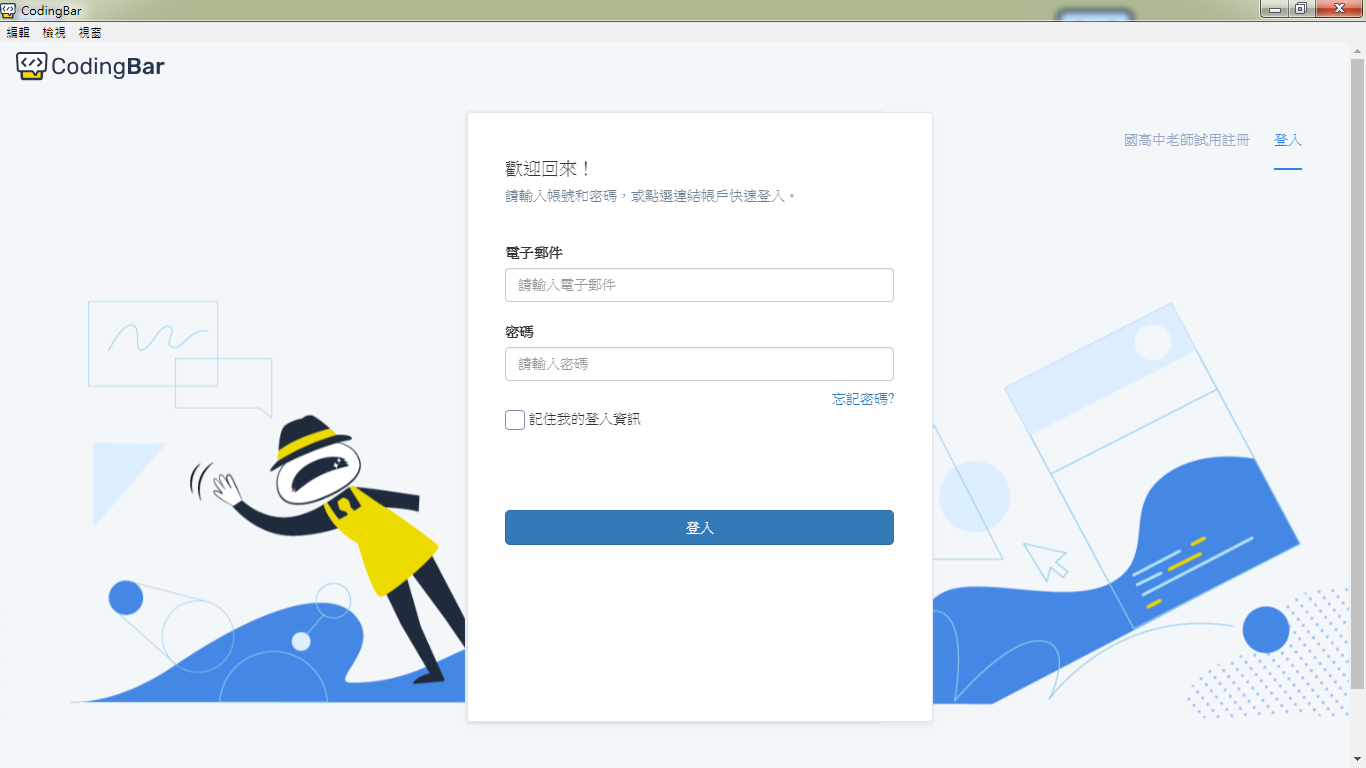 CodingBar
編輯 檢視 視窗
CodingBar
國高中老師試用註冊 登入
歡迎回來！
請輸入帳號和密碼，或點選連結帳戶快速登入。
電子郵件
請輸入電子郵件
密碼
請輸入密碼
忘記密碼?
記住我的登入資訊
登入